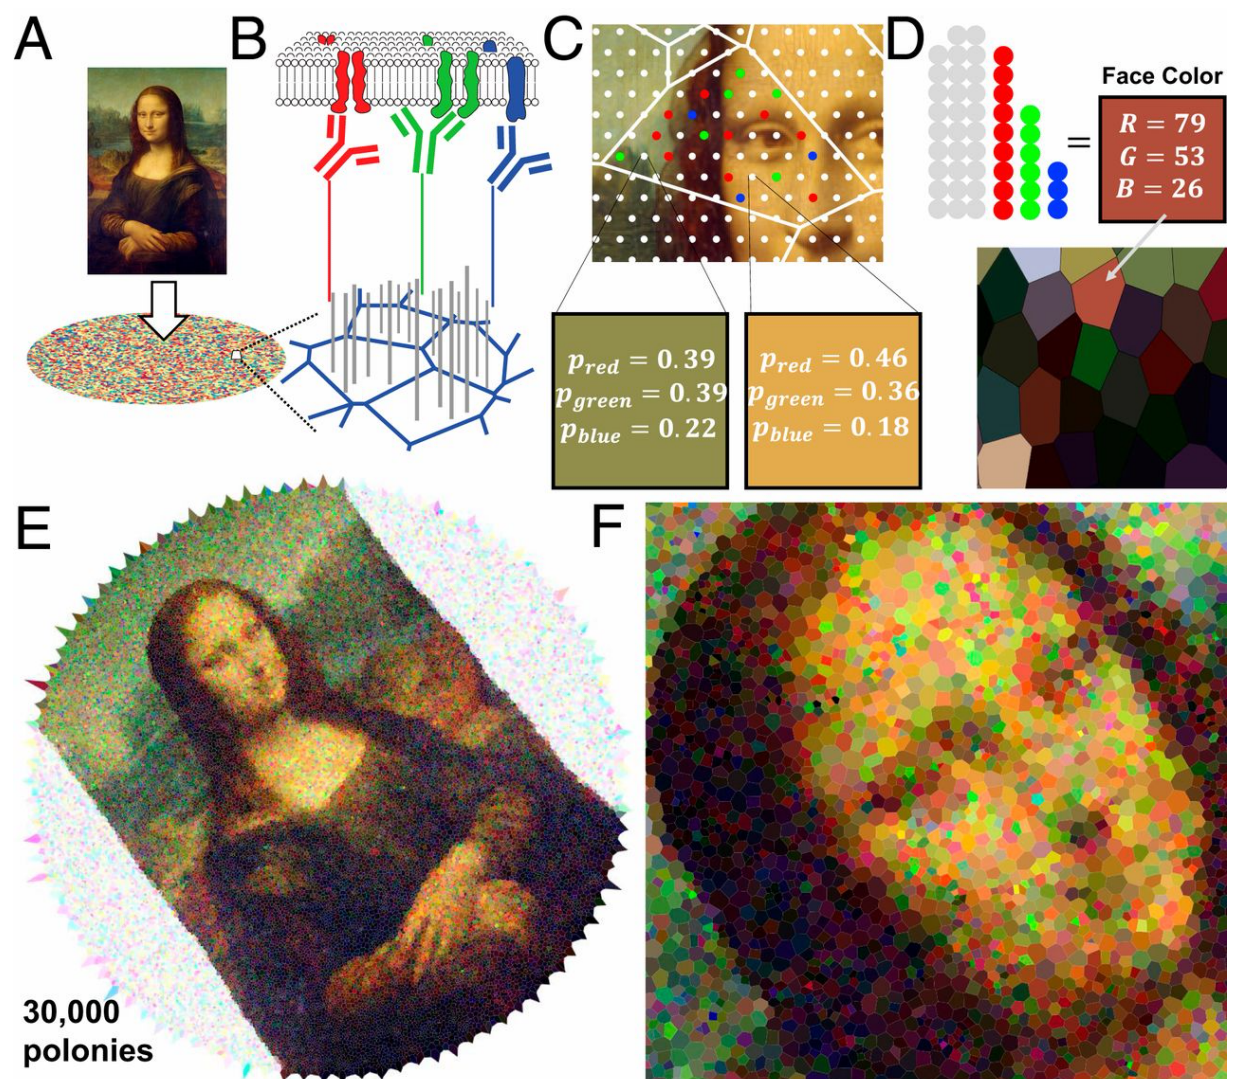 A
B
C
D
Face Color
R = 79
G = 53
B = 26
=
p_red = 0.39
p_green = 0.39
p_blue = 0.22
p_red = 0.46
p_green = 0.36
p_blue = 0.18
E
F
30,000
polonies